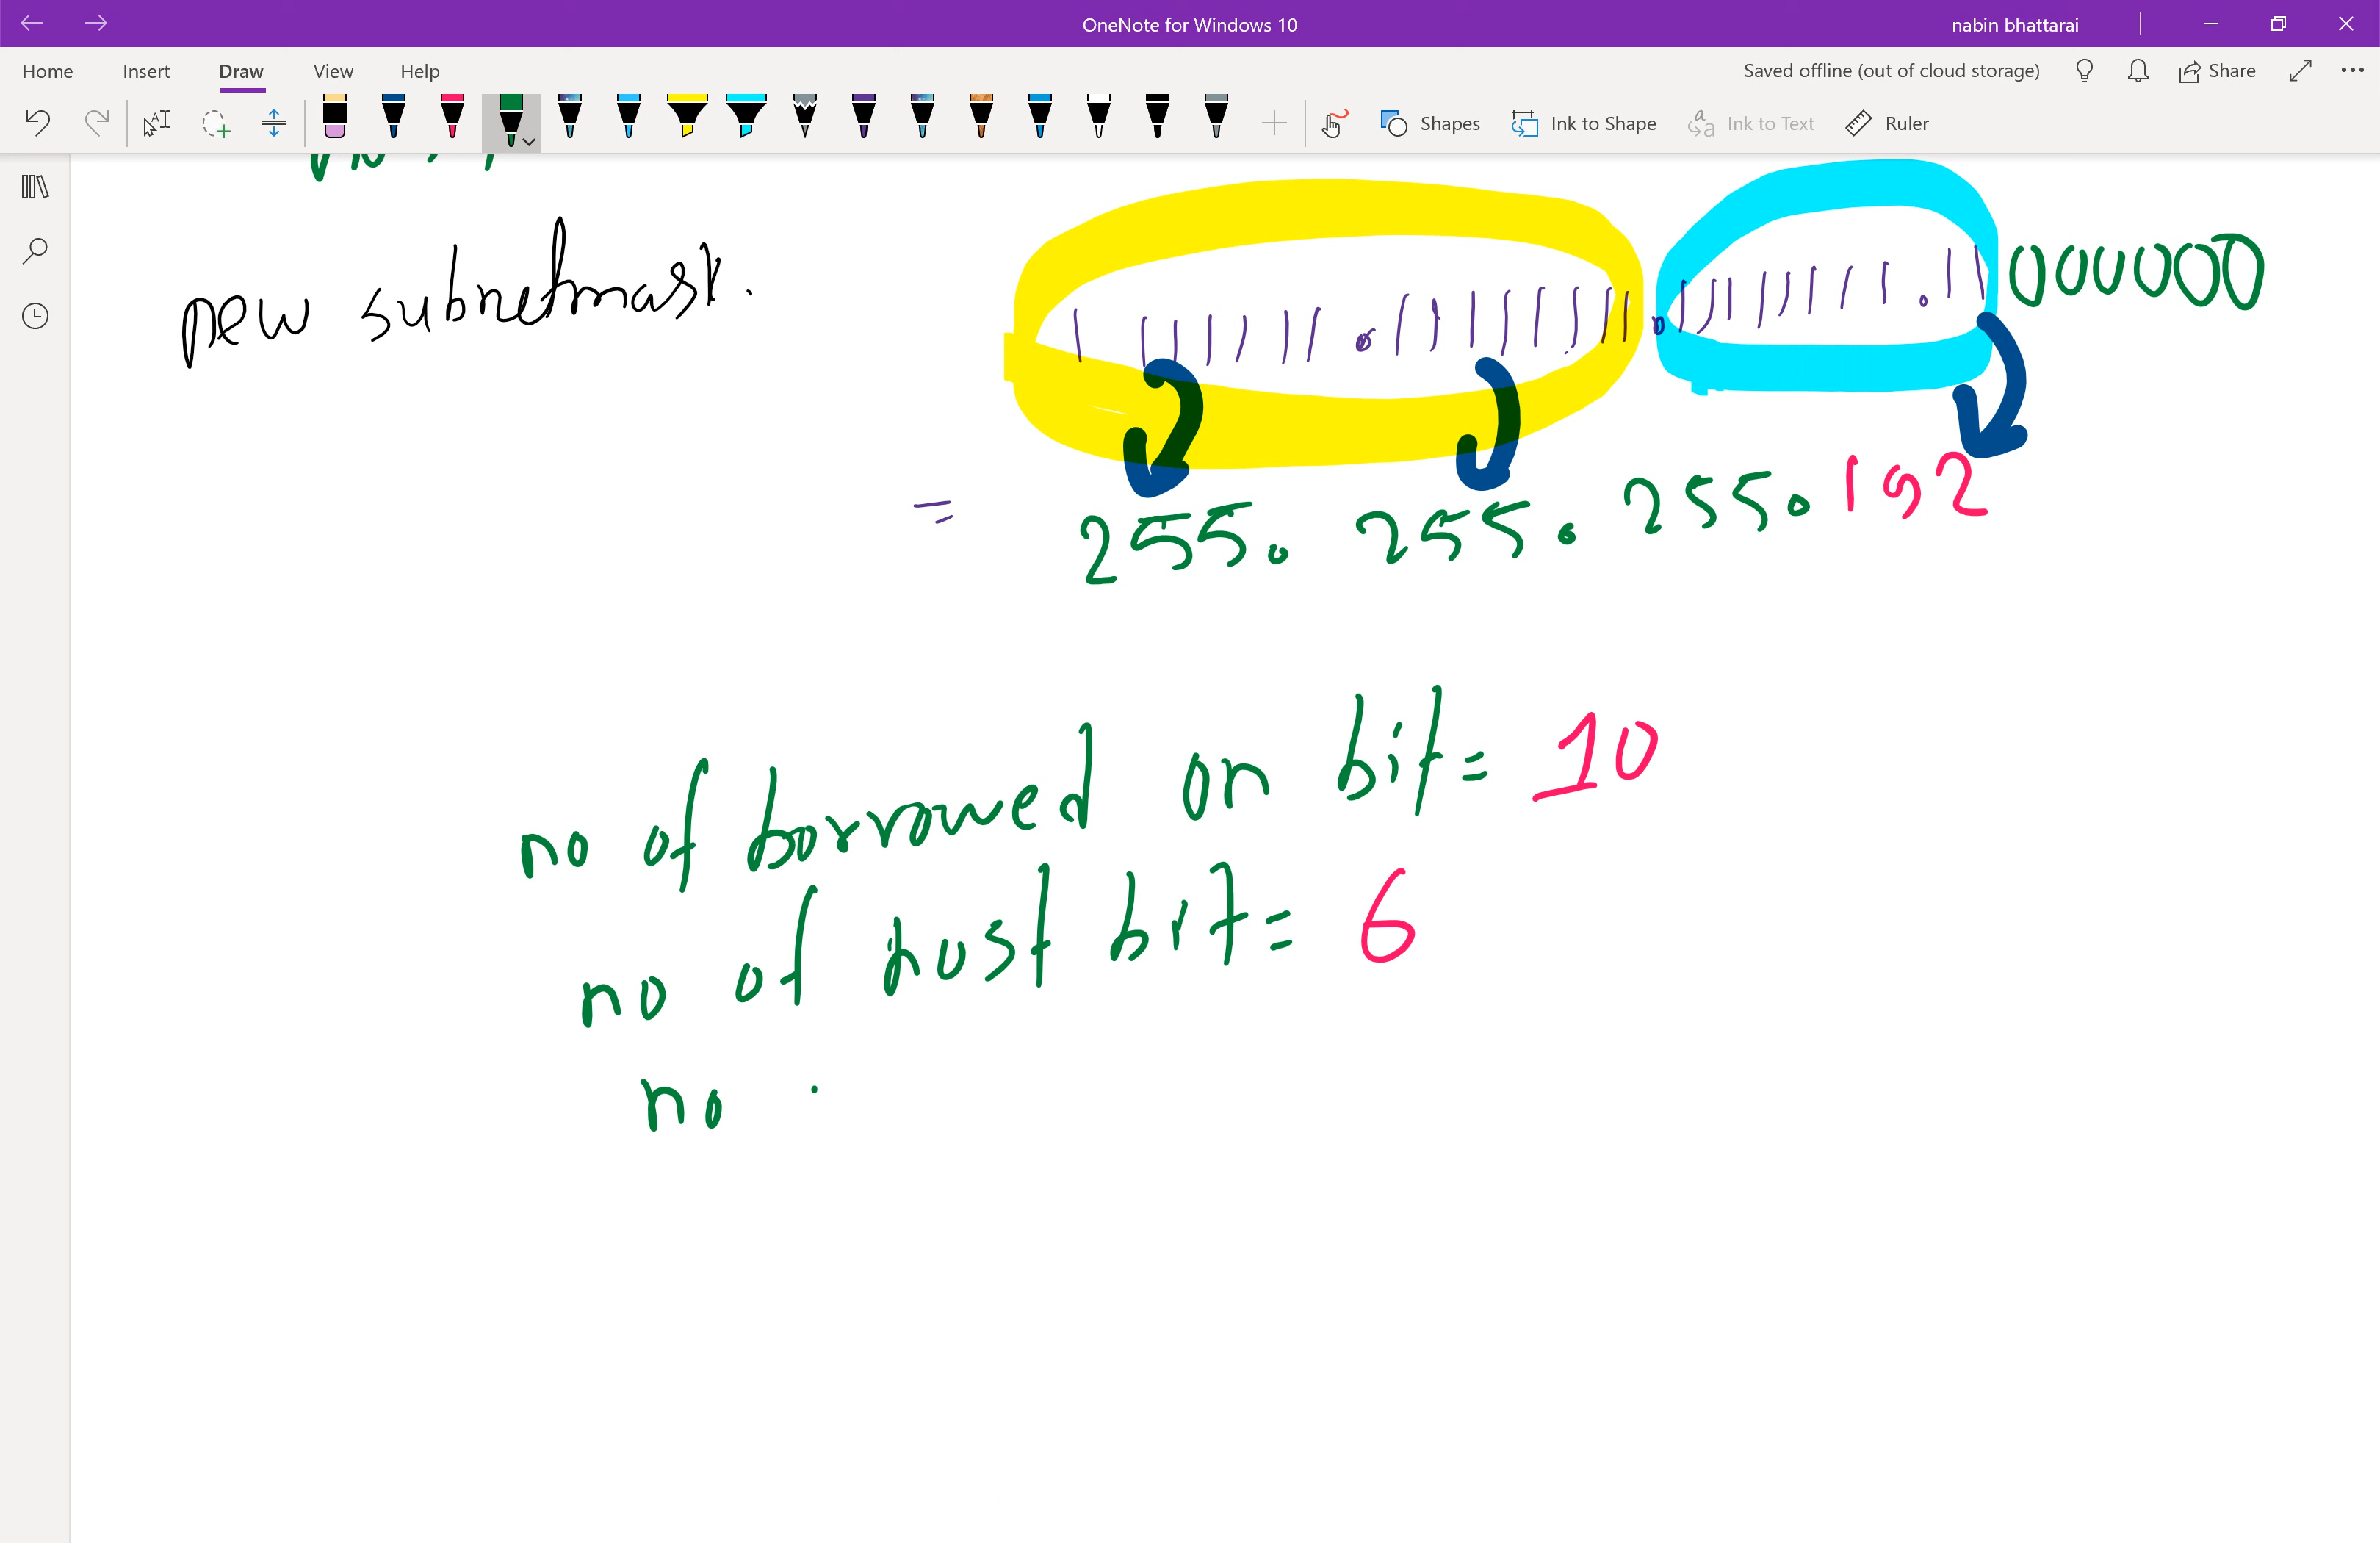 OneNote for Windows 10 nabin bhattarai
Home Insert Draw View Help Saved offline (out of cloud storage) Share
Shapes Ink to Shape Ink to Text Ruler
new subnetmask.
11111111.11111111.11111111.11000000
= 255.255.255.192
no of borrowed on bit = 10
no of host bit = 6
no